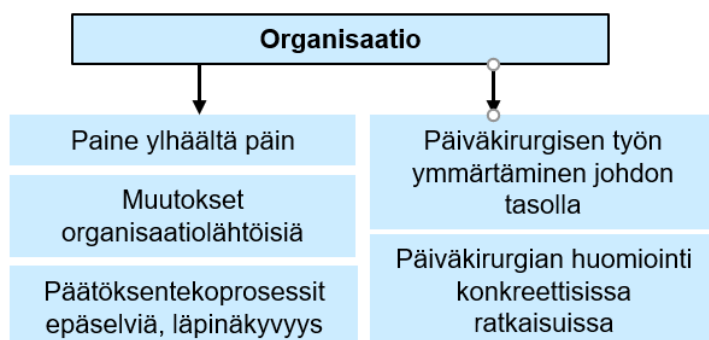 Organisaatio
Paine ylhäältä päin
Muutokset
organisaatiolähtöisiä
Päätöksentekoprosessit
epäselviä, läpinäkyvyys
Päiväkirurgisen työn
ymmärtäminen johdon
tasolla
Päiväkirurgian huomiointi
konkreettisissa
ratkaisuissa